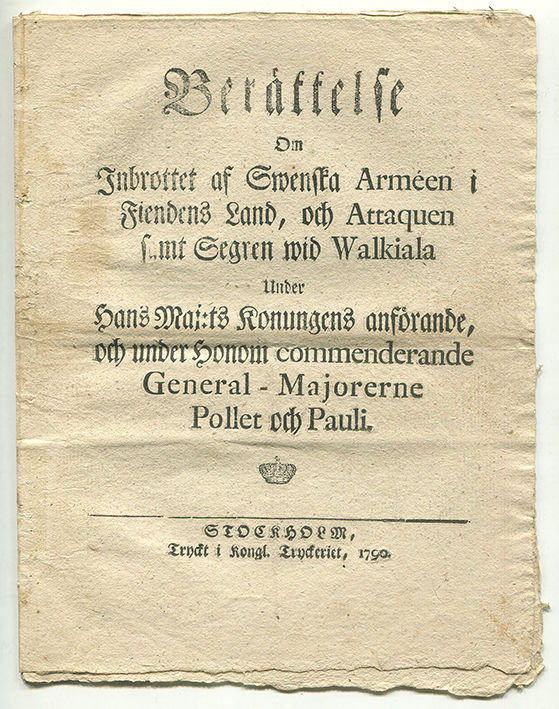 Berättelse
Om
Inbrottet af Swenska Arméen i
Fiendens Land, och Attaquen
samt Segren wid Walkiala
Under
Hans Maj:ts Konungens anförande,
och under Honom commenderande
General - Majorerne
Pollet och Pauli.
STOCKHOLM,
Tryckt i Kongl. Tryckeriet, 1790.